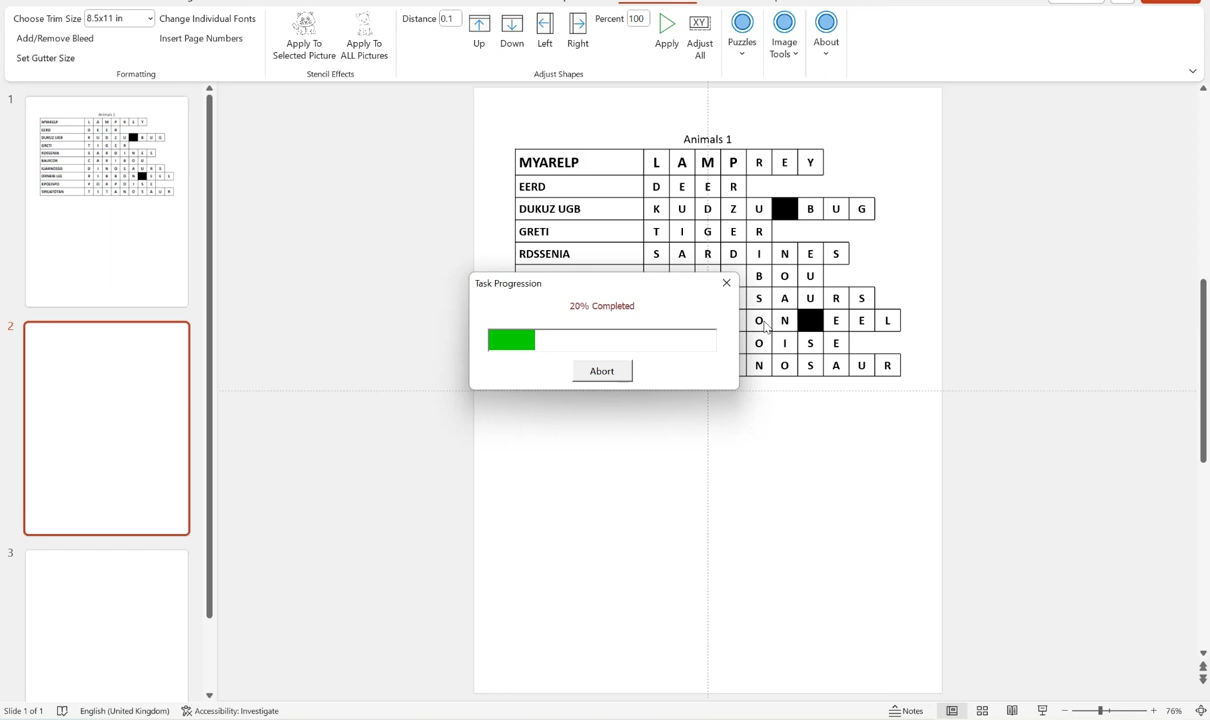 Choose Trim Size 8.5x11 in Change Individual Fonts
Add/Remove Bleed Insert Page Numbers
Set Gutter Size
Formatting
Apply To Selected Picture
Apply To ALL Pictures
Stencil Effects
Distance 0.1
Up Down Left Right
Percent 100
Apply
XY
Adjust All
Adjust Shapes
Puzzles
Image Tools
About
1
Animals 1
MYARELP L A M P R E Y
EERD D E E R
DUKUZ UGB K U D Z U B U G
GRETI T I G E R
RDSSENIA S A R D I N E S
B O U
S A U R S
O N E E L
O I S E
N O S A U R
Task Progression
20% Completed
Abort
2
3
Slide 1 of 1 English (United Kingdom) Accessibility: Investigate Notes 76%